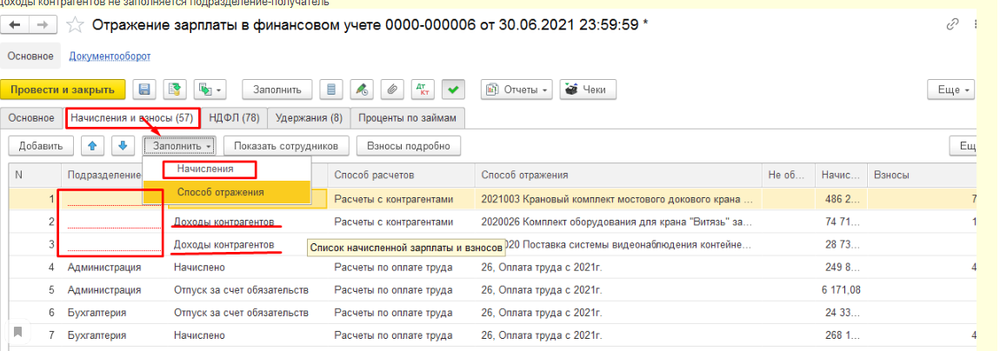 доходы контрагентов не заполняется подразделение-получатель
Отражение зарплаты в финансовом учете 0000-000006 от 30.06.2021 23:59:59 *
Основное Документооборот
Провести и закрыть Заполнить Дт Кт Отчеты Чеки Еще
Основное Начисления и взносы (57) НДФЛ (78) Удержания (8) Проценты по займам
Добавить Заполнить Показать сотрудников Взносы подробно Ещ
N Подразделение Начисления Способ расчетов Способ отражения Не об... Начис... Взносы
Способ отражения
1 Расчеты с контрагентами 2021003 Крановый комплект мостового докового крана ... 486 2... 7
2 Доходы контрагентов Расчеты с контрагентами 2020026 Комплект оборудования для крана "Витязь" за... 74 71... 1
3 Доходы контрагентов Список начисленной зарплаты и взносов 020 Поставка системы видеонаблюдения контейне... 28 73...
4 Администрация Начислено Расчеты по оплате труда 26, Оплата труда с 2021г. 249 8... 4
5 Администрация Отпуск за счет обязательств Расчеты по оплате труда 26, Оплата труда с 2021г. 6 171,08
6 Бухгалтерия Отпуск за счет обязательств Расчеты по оплате труда 26, Оплата труда с 2021г. 24 33...
7 Бухгалтерия Начислено Расчеты по оплате труда 26, Оплата труда с 2021г. 268 1... 4